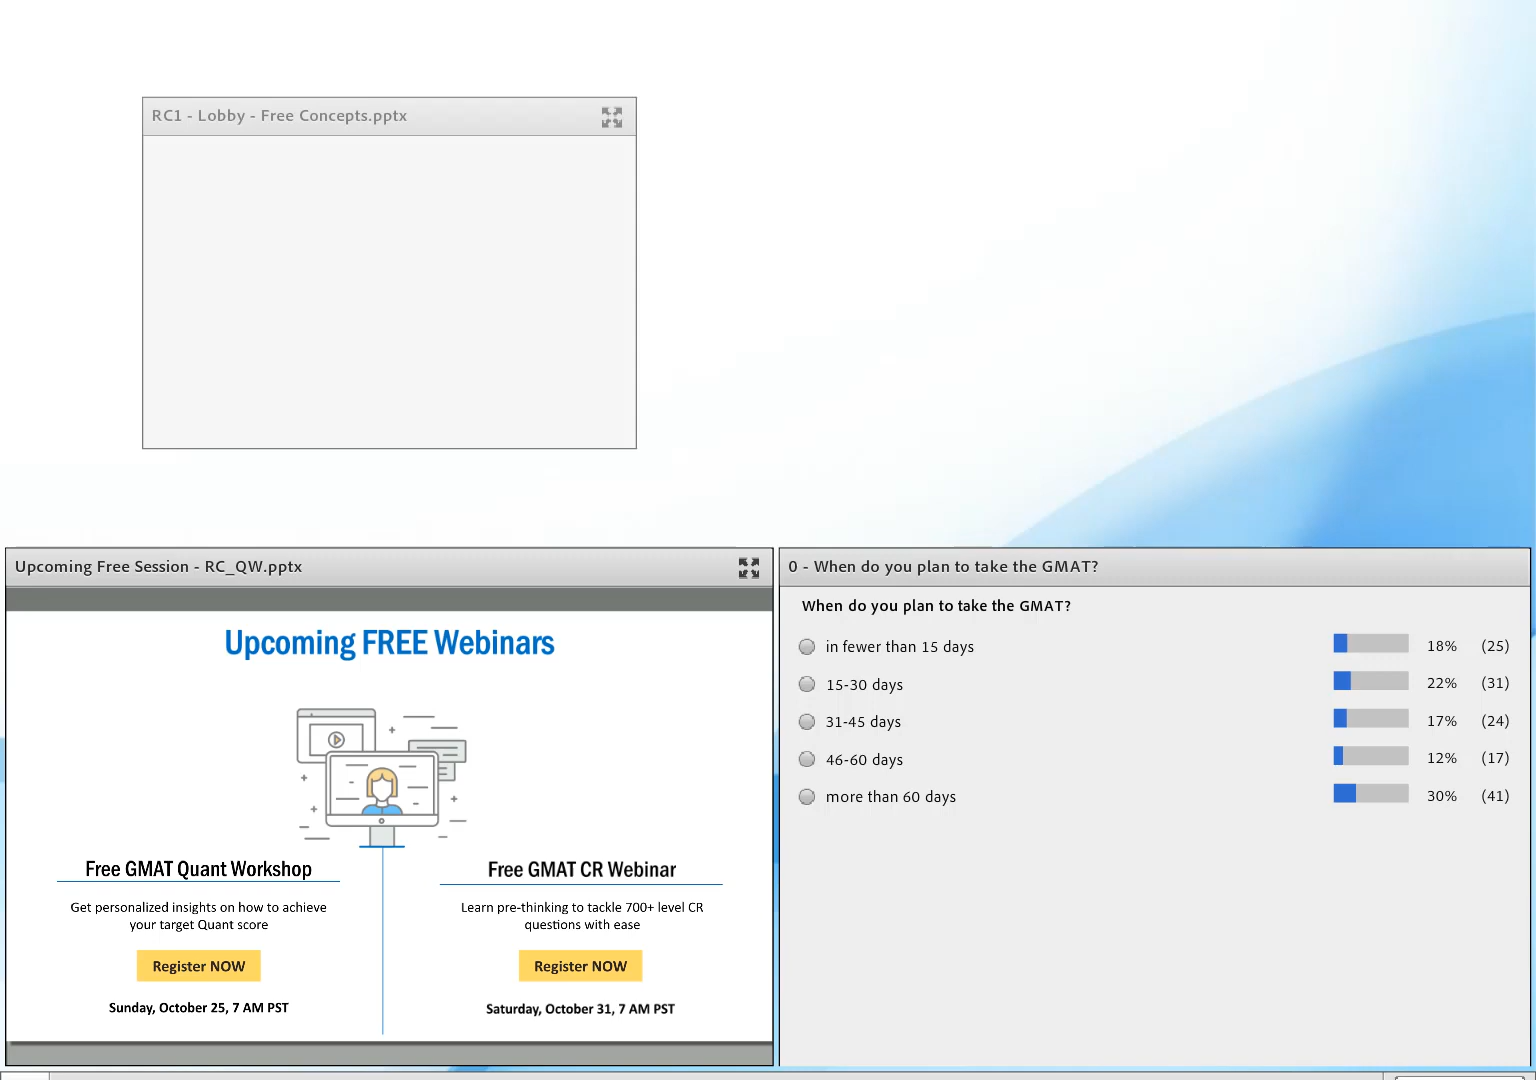 RC1 - Lobby - Free Concepts.pptx
Upcoming Free Session - RC_QW.pptx
Upcoming FREE Webinars
Free GMAT Quant Workshop
Get personalized insights on how to achieve
your target Quant score
Register NOW
Sunday, October 25, 7 AM PST
Free GMAT CR Webinar
Learn pre-thinking to tackle 700+ level CR
questions with ease
Register NOW
Saturday, October 31, 7 AM PST
0 - When do you plan to take the GMAT?
When do you plan to take the GMAT?
in fewer than 15 days 18% (25)
15-30 days 22% (31)
31-45 days 17% (24)
46-60 days 12% (17)
more than 60 days 30% (41)